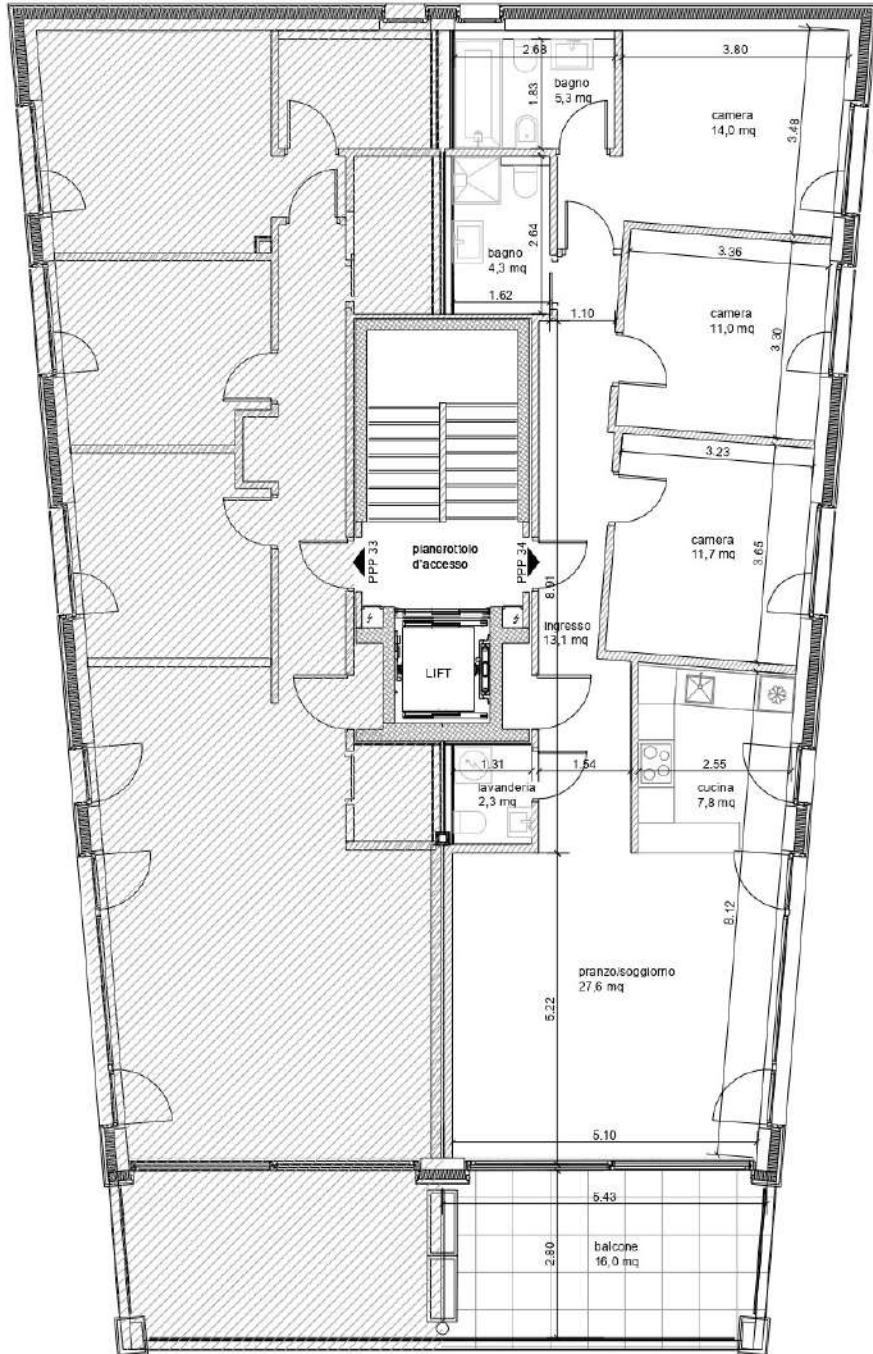 2.68
3.80
bagno
5,3 mq
1.83
camera
14,0 mq
3.48
2.64
bagno
4,3 mq
1.62
1.10
3.36
camera
11,0 mq
3.30
3.23
camera
11,7 mq
3.65
pianerottolo
d'accesso
PPP 33
PPP 34
8.91
ingresso
13,1 mq
LIFT
1.31
1.54
2.55
lavanderia
2,3 mq
cucina
7,8 mq
8.12
pranzo/soggiorno
27,6 mq
5.22
5.10
5.43
balcone
16,0 mq
2.80